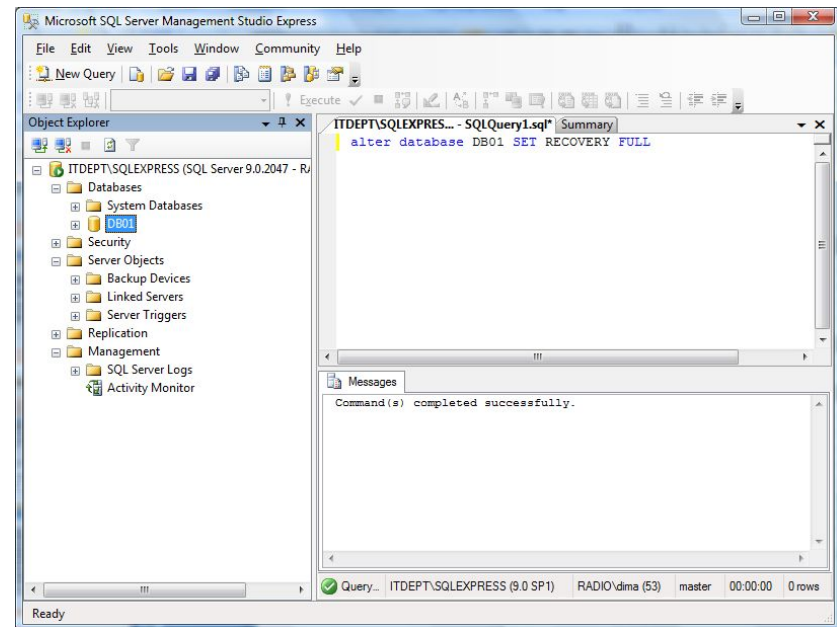 Microsoft SQL Server Management Studio Express
File Edit View Tools Window Community Help
New Query
Execute
Object Explorer
ITDEPT\SQLEXPRES... - SQLQuery1.sql* Summary
alter database DB01 SET RECOVERY FULL
ITDEPT\SQLEXPRESS (SQL Server 9.0.2047 - RA
Databases
System Databases
DB01
Security
Server Objects
Backup Devices
Linked Servers
Server Triggers
Replication
Management
SQL Server Logs
Activity Monitor
Messages
Command(s) completed successfully.
Query... ITDEPT\SQLEXPRESS (9.0 SP1) RADIO\dima (53) master 00:00:00 0 rows
Ready